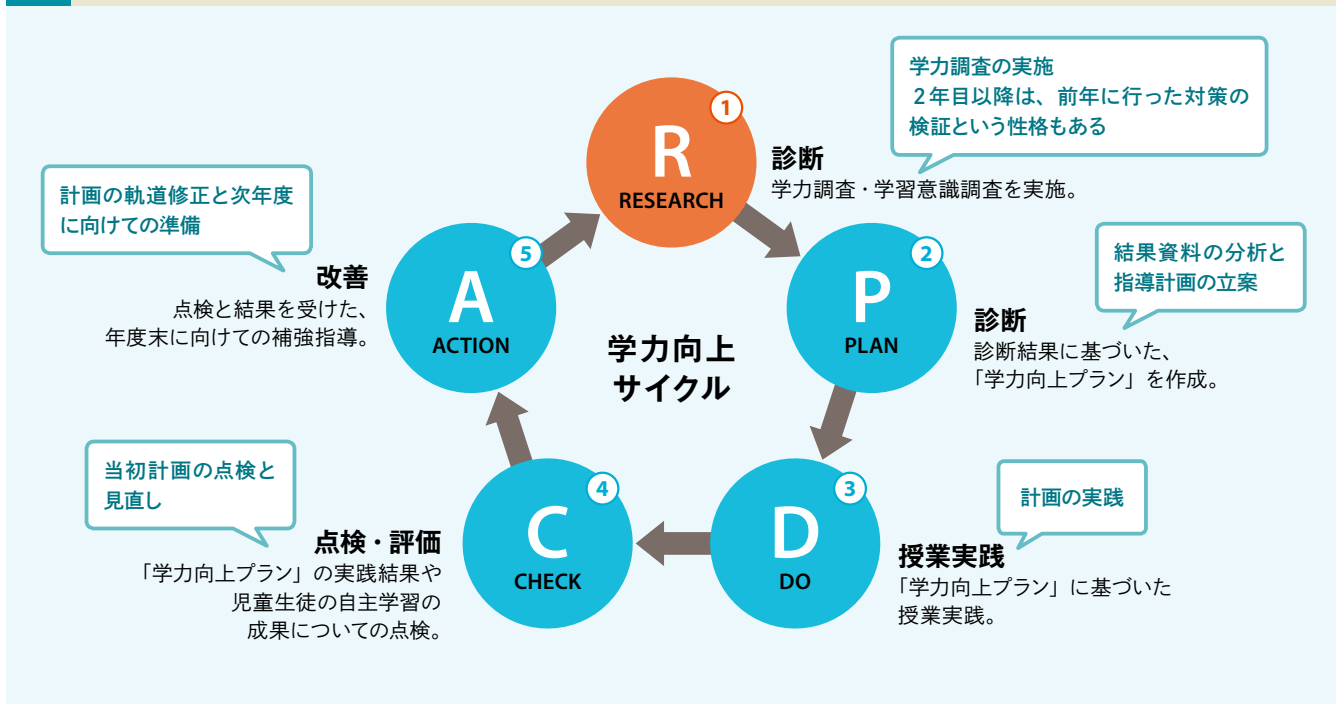 学力調査の実施
2年目以降は、前年に行った対策の
検証という性格もある
1
R
RESEARCH
診断
学力調査・学習意識調査を実施。
2
P
PLAN
結果資料の分析と
指導計画の立案
診断
診断結果に基づいた、
「学力向上プラン」を作成。
3
D
DO
計画の実践
授業実践
「学力向上プラン」に基づいた
授業実践。
4
C
CHECK
当初計画の点検と
見直し
点検・評価
「学力向上プラン」の実践結果や
児童生徒の自主学習の
成果についての点検。
5
A
ACTION
計画の軌道修正と次年度
に向けての準備
改善
点検と結果を受けた、
年度末に向けての補強指導。
学力向上
サイクル